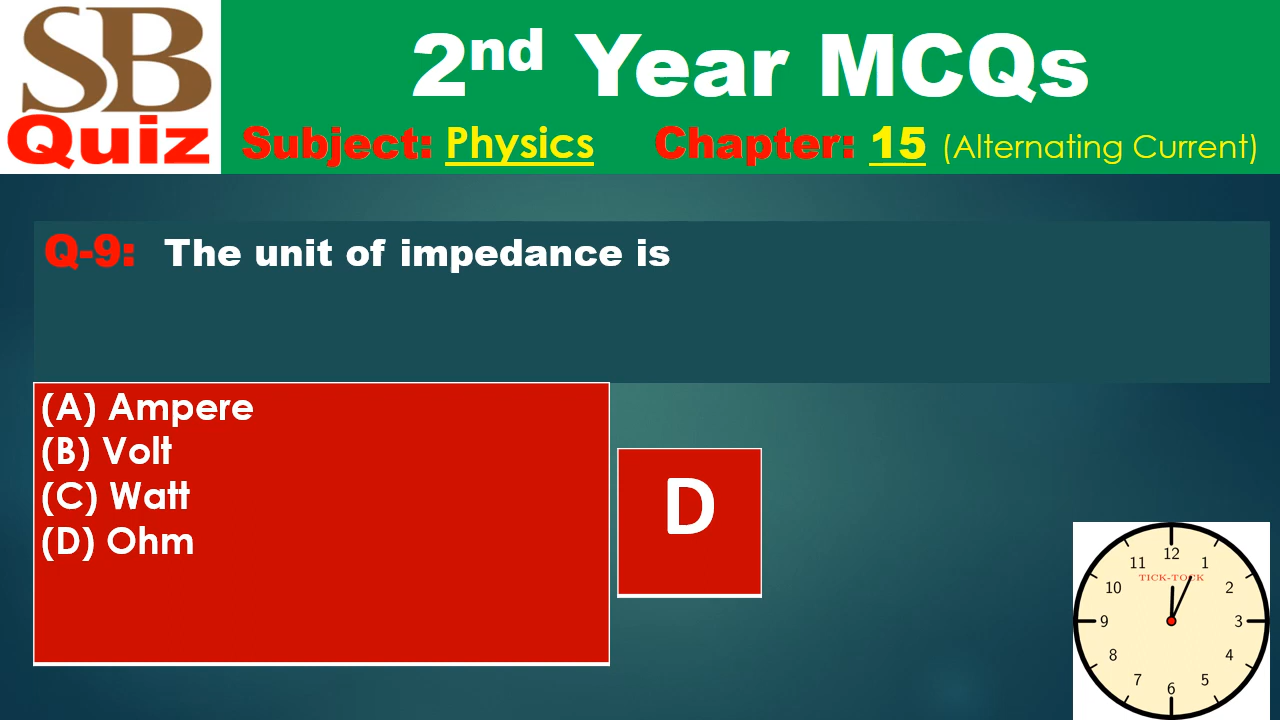 SB
Quiz
2nd Year MCQs
Subject: Physics Chapter: 15 (Alternating Current)
Q-9: The unit of impedance is
(A) Ampere
(B) Volt
(C) Watt
(D) Ohm
D
12
11 1
TICK-TOCK
10 2
9 3
8 4
7 5
6